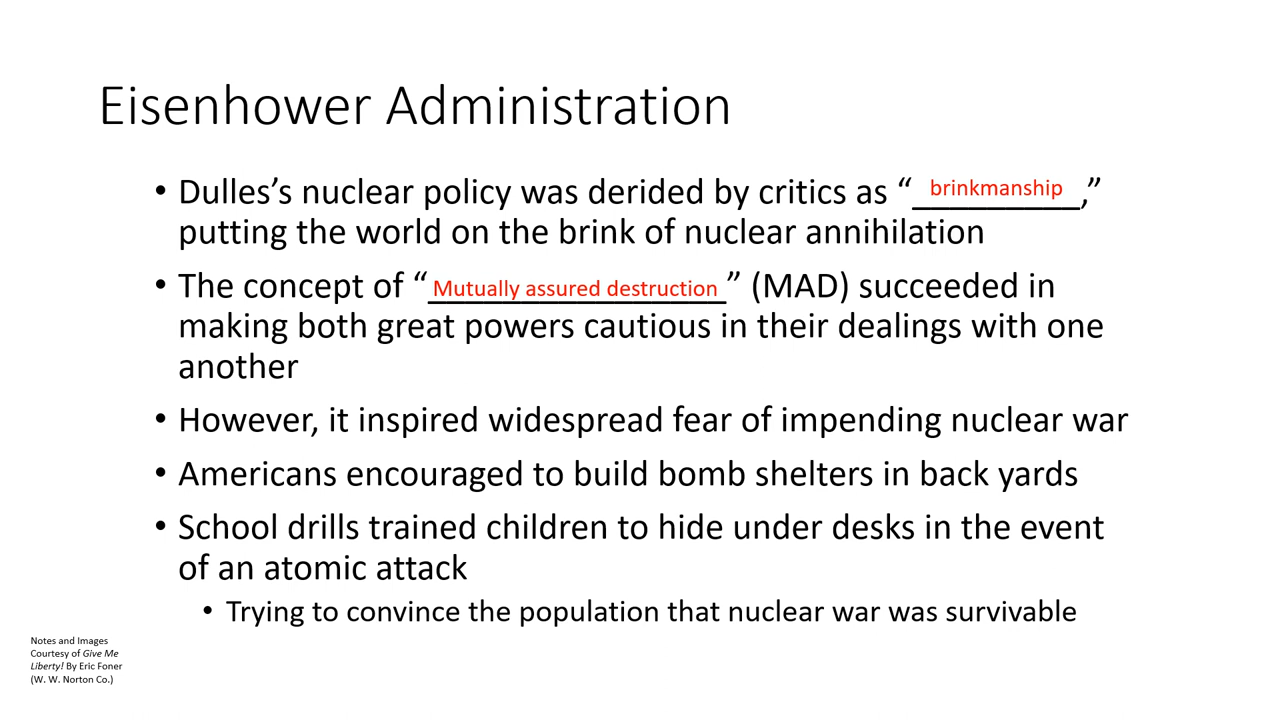 Eisenhower Administration
• Dulles’s nuclear policy was derided by critics as “brinkmanship,”
putting the world on the brink of nuclear annihilation
• The concept of “Mutually assured destruction” (MAD) succeeded in
making both great powers cautious in their dealings with one
another
• However, it inspired widespread fear of impending nuclear war
• Americans encouraged to build bomb shelters in back yards
• School drills trained children to hide under desks in the event
of an atomic attack
• Trying to convince the population that nuclear war was survivable
Notes and Images
Courtesy of Give Me
Liberty! By Eric Foner
(W. W. Norton Co.)